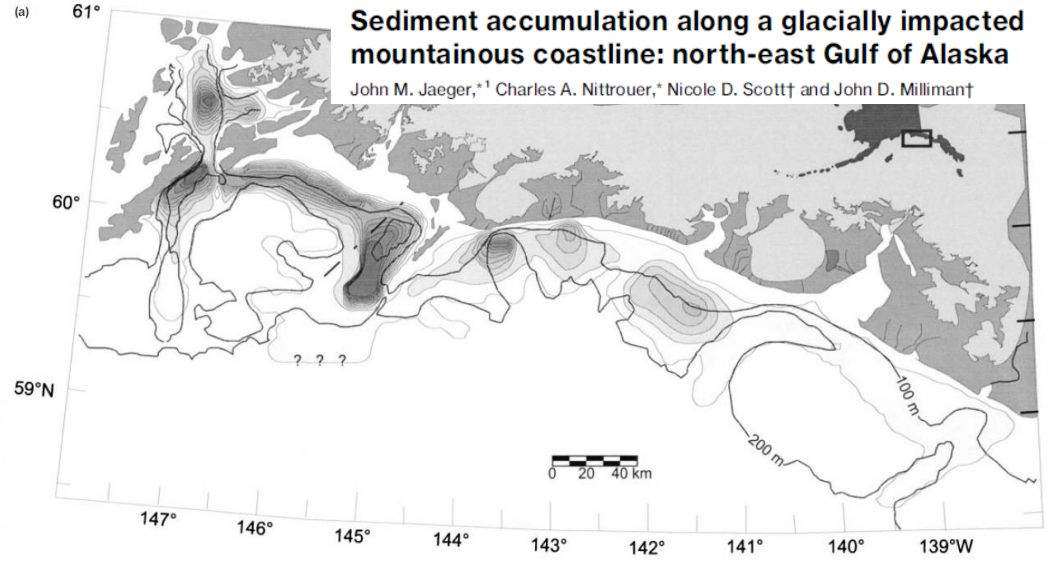 (a)
61°
Sediment accumulation along a glacially impacted
mountainous coastline: north-east Gulf of Alaska
John M. Jaeger,*¹ Charles A. Nittrouer,* Nicole D. Scott† and John D. Milliman†
60°
59°N
? ? ?
100 m
200 m
0 20 40 km
147° 146° 145° 144° 143° 142° 141° 140° 139°W